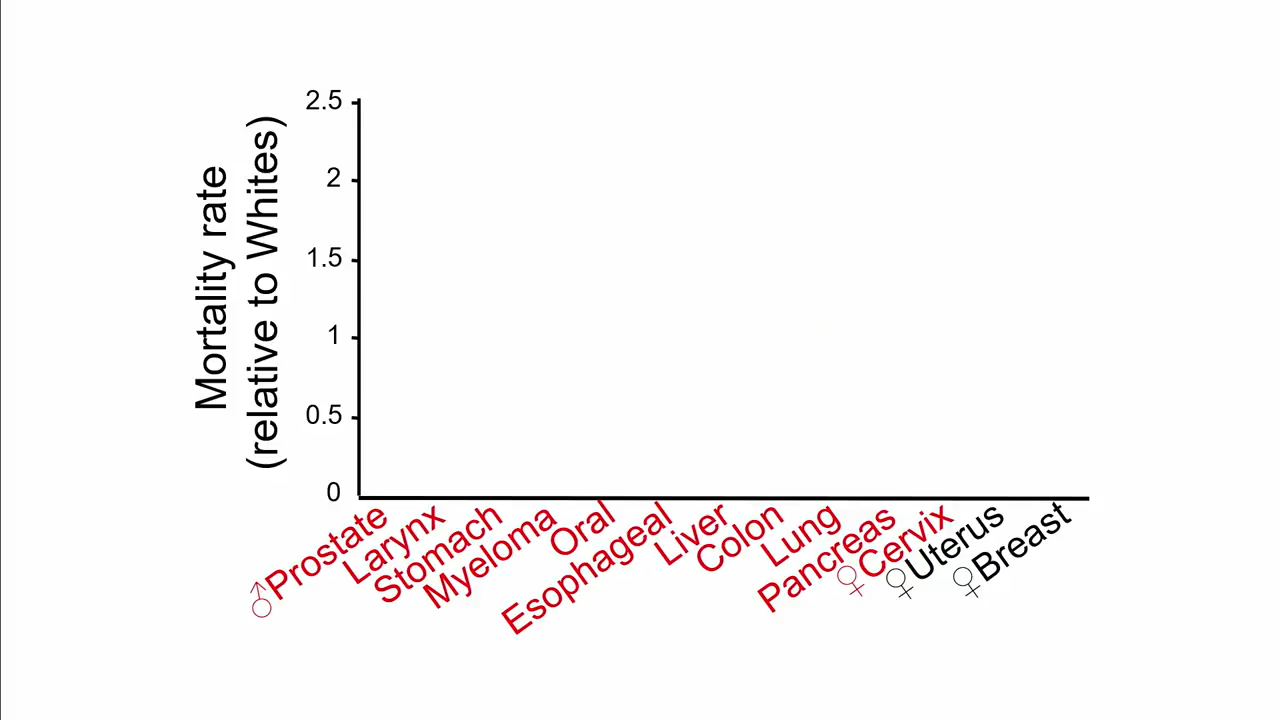 Mortality rate
(relative to Whites)
2.5
2
1.5
1
0.5
0
♂Prostate
Larynx
Stomach
Myeloma
Oral
Esophageal
Liver
Colon
Lung
Pancreas
♀Cervix
♀Uterus
♀Breast